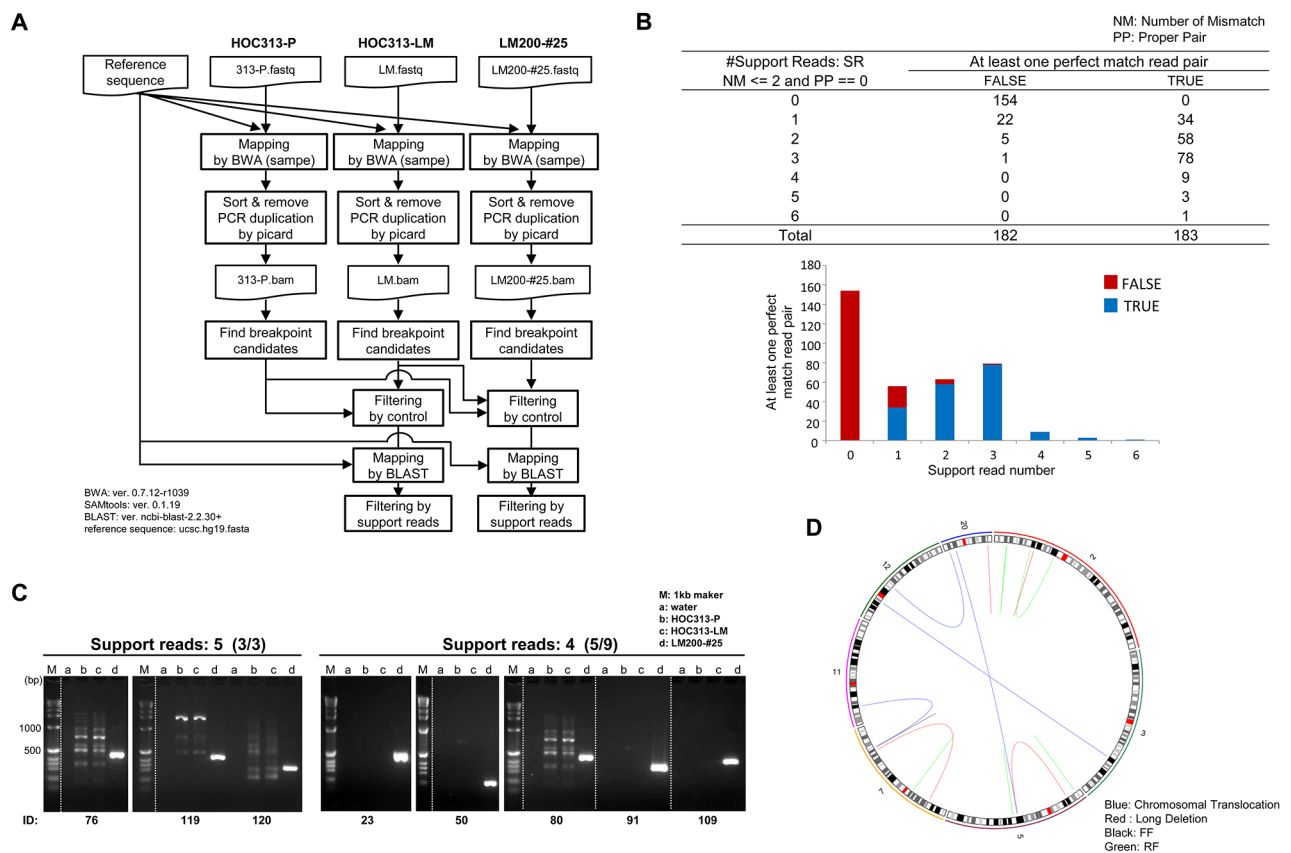 A
HOC313-P
HOC313-LM
LM200-#25
Reference
sequence
313-P.fastq
LM.fastq
LM200-#25.fastq
Mapping
by BWA (sampe)
Mapping
by BWA (sampe)
Mapping
by BWA (sampe)
Sort & remove
PCR duplication
by picard
Sort & remove
PCR duplication
by picard
Sort & remove
PCR duplication
by picard
313-P.bam
LM.bam
LM200-#25.bam
Find breakpoint
candidates
Find breakpoint
candidates
Find breakpoint
candidates
Filtering
by control
Filtering
by control
Mapping
by BLAST
Mapping
by BLAST
Filtering by
support reads
Filtering by
support reads
BWA: ver. 0.7.12-r1039
SAMtools: ver. 0.1.19
BLAST: ver. ncbi-blast-2.2.30+
reference sequence: ucsc.hg19.fasta
B
NM: Number of Mismatch
PP: Proper Pair
#Support Reads: SR
NM <= 2 and PP == 0
At least one perfect match read pair
FALSE TRUE
0 154 0
1 22 34
2 5 58
3 1 78
4 0 9
5 0 3
6 0 1
Total 182 183
At least one perfect
match read pair
180
160
140
120
100
80
60
40
20
0
0 1 2 3 4 5 6
Support read number
FALSE
TRUE
C
M: 1kb maker
a: water
b: HOC313-P
c: HOC313-LM
d: LM200-#25
Support reads: 5 (3/3)
Support reads: 4 (5/9)
M a b c d M a b c d a b c d
M a b c d M a b c d M a b c d a b c d a b c d
(bp)
1000
500
ID: 76 119 120 23 50 80 91 109
D
20
2
12
11
3
7
5
Blue: Chromosomal Translocation
Red : Long Deletion
Black: FF
Green: RF